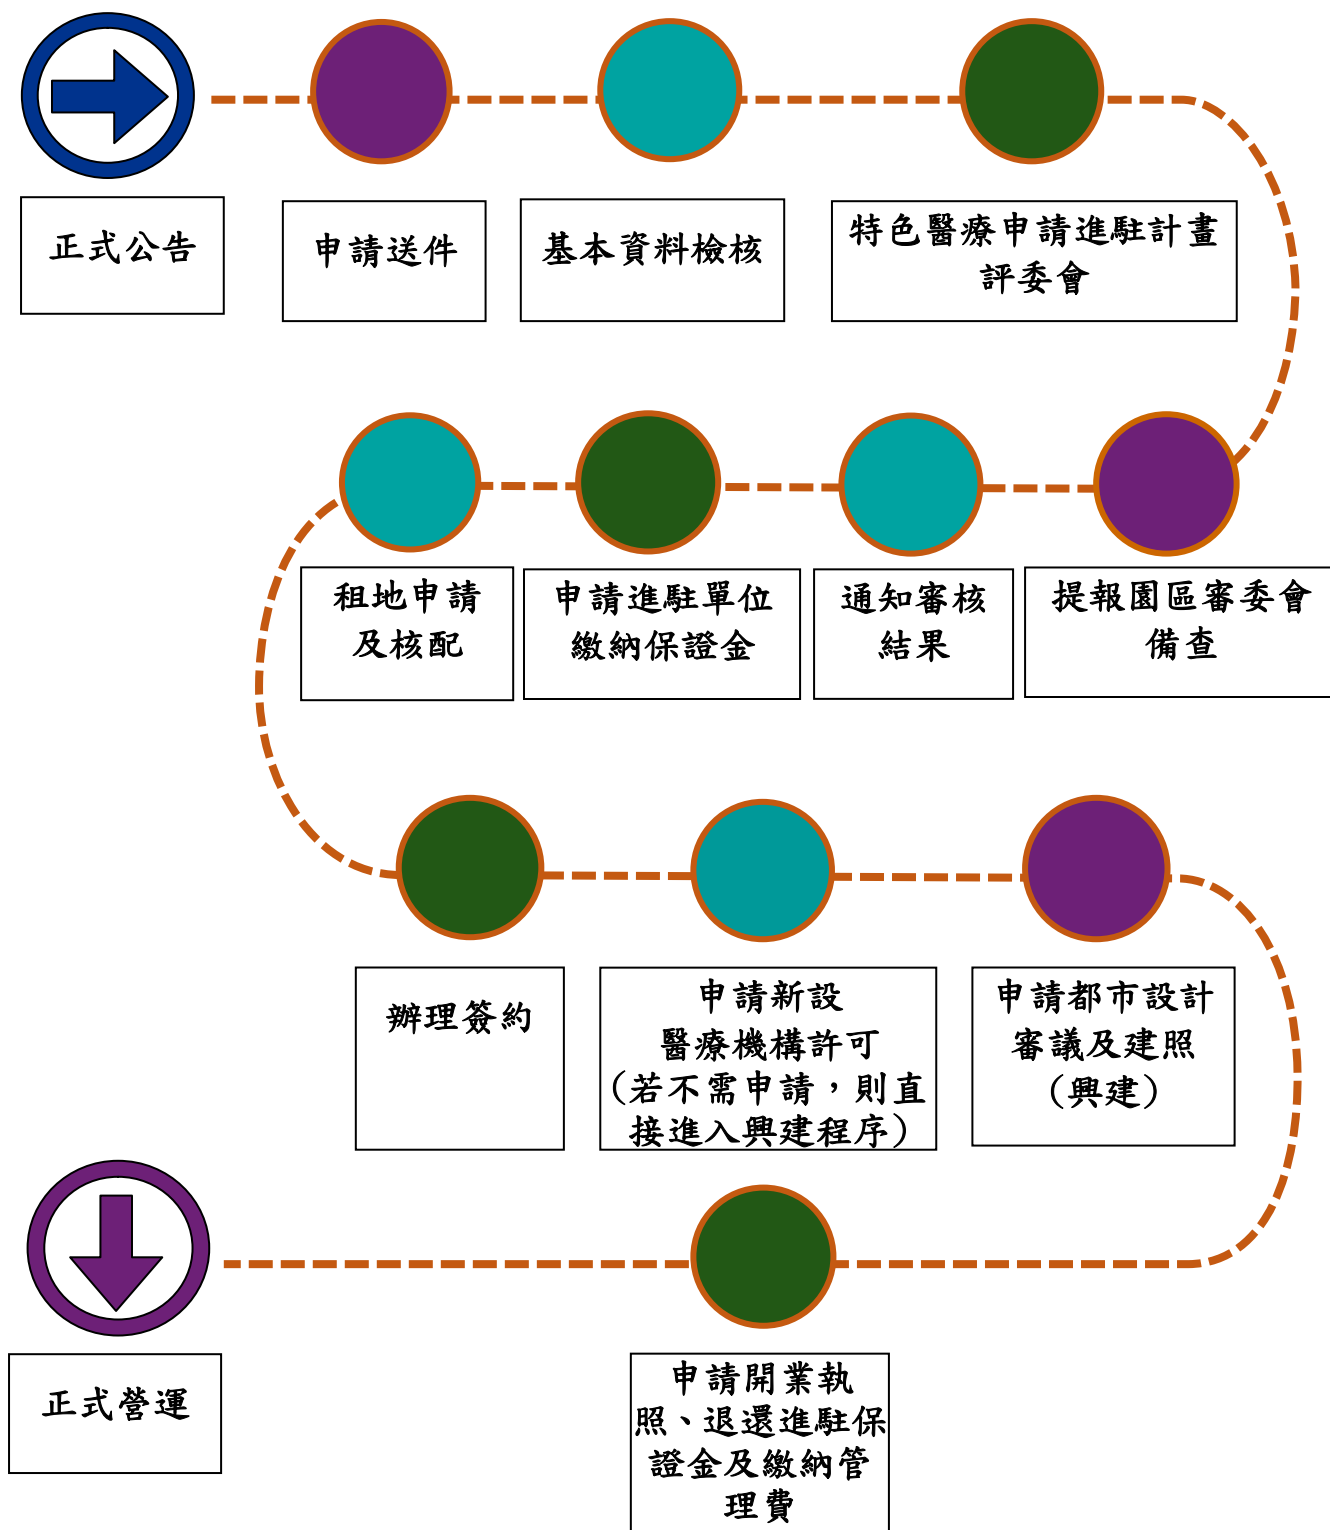 正式公告
申請送件
基本資料檢核
特色醫療申請進駐計畫
評委會
提報園區審委會
備查
通知審核
結果
申請進駐單位
繳納保證金
租地申請
及核配
辦理簽約
申請新設
醫療機構許可
(若不需申請，則直
接進入興建程序)
申請都市設計
審議及建照
(興建)
申請開業執
照、退還進駐保
證金及繳納管
理費
正式營運